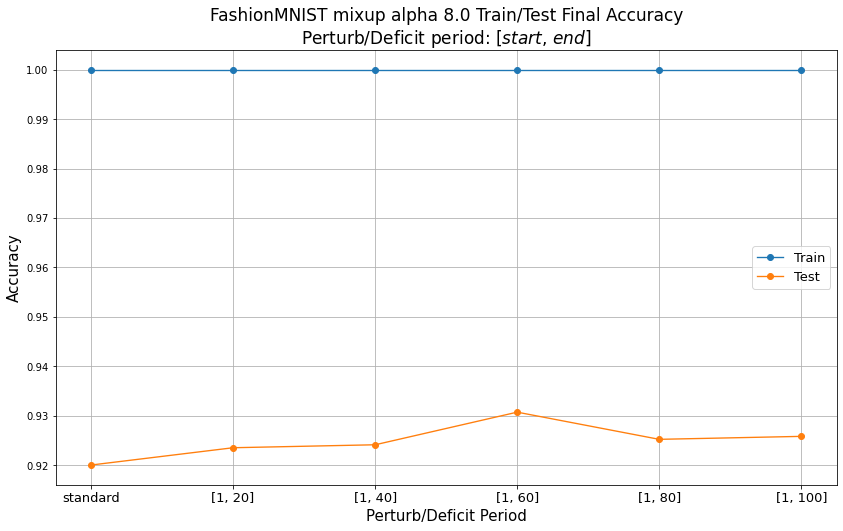 FashionMNIST mixup alpha 8.0 Train/Test Final Accuracy
Perturb/Deficit period: [start, end]
1.00
0.99
0.98
0.97
0.96
0.95
0.94
0.93
0.92
Accuracy
Train
Test
standard [1, 20] [1, 40] [1, 60] [1, 80] [1, 100]
Perturb/Deficit Period